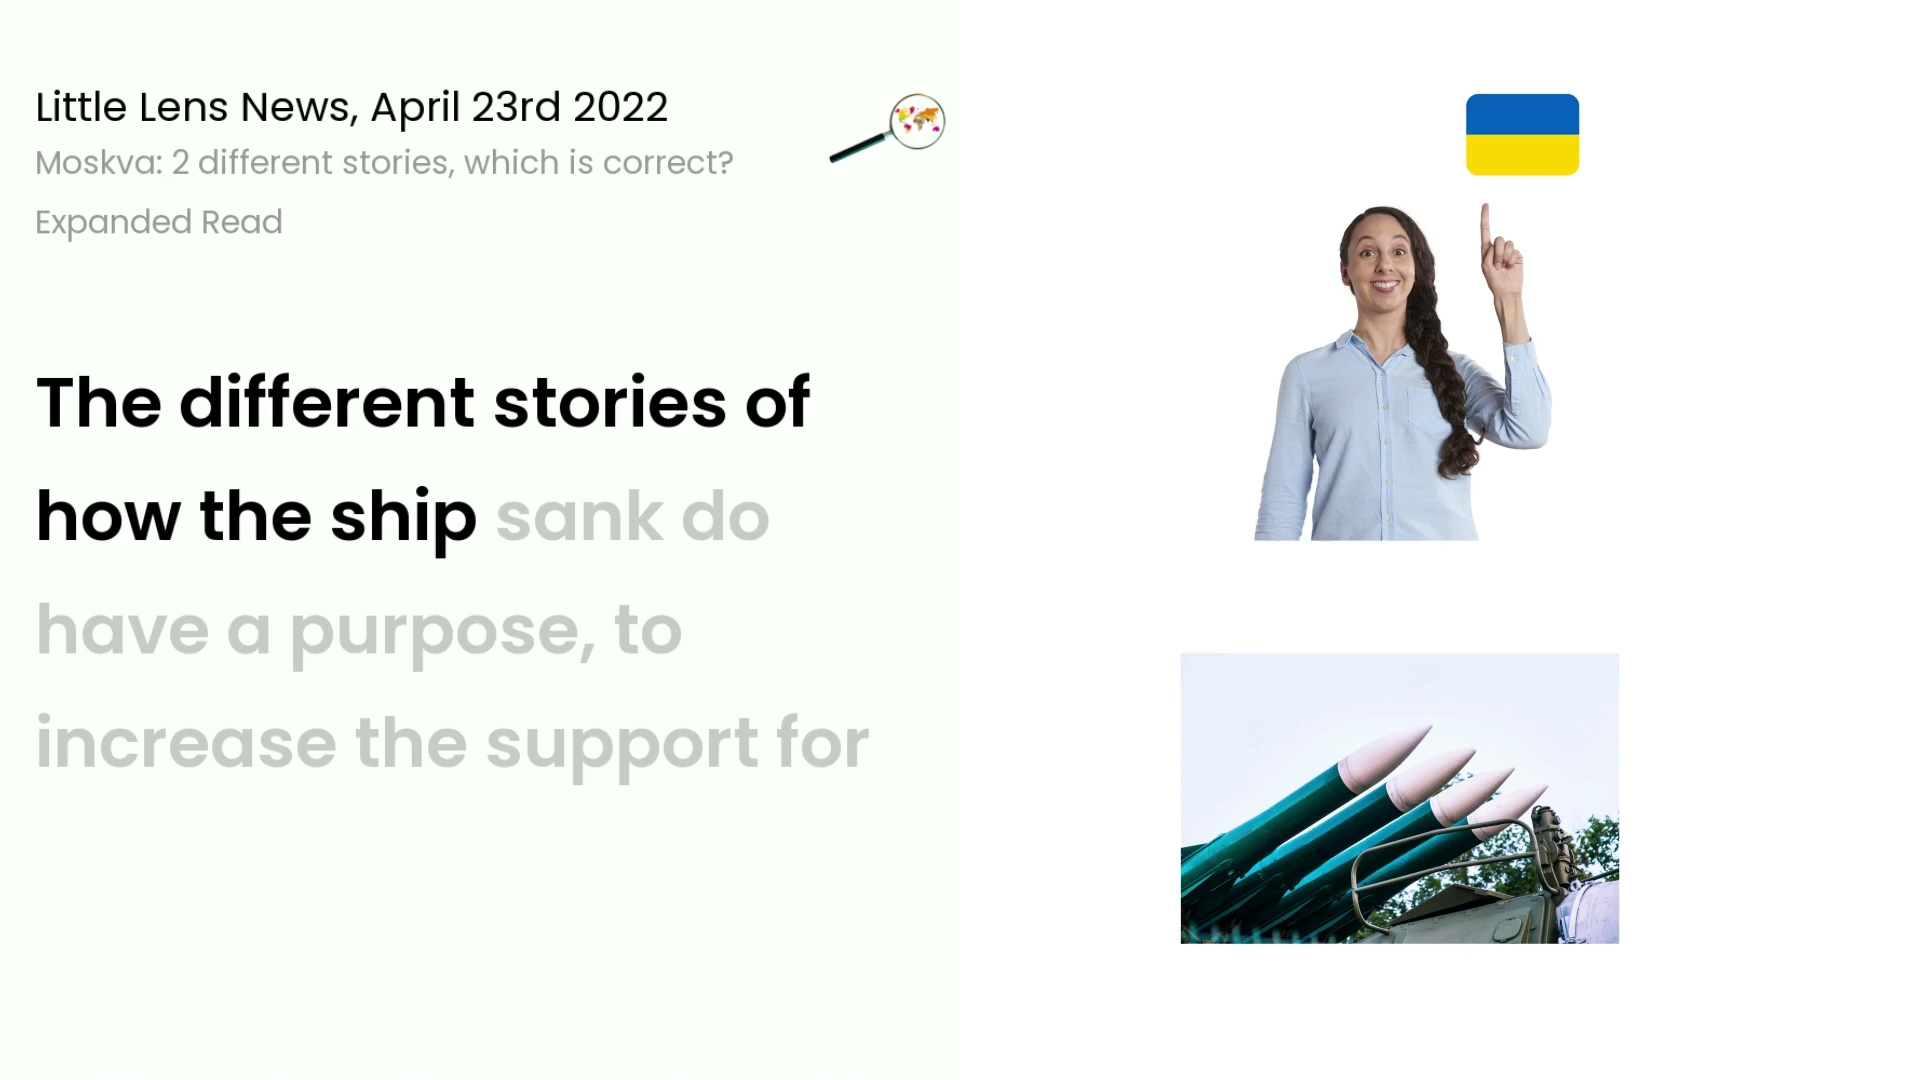 Little Lens News, April 23rd 2022
Moskva: 2 different stories, which is correct?
Expanded Read
The different stories of
how the ship sank do
have a purpose, to
increase the support for